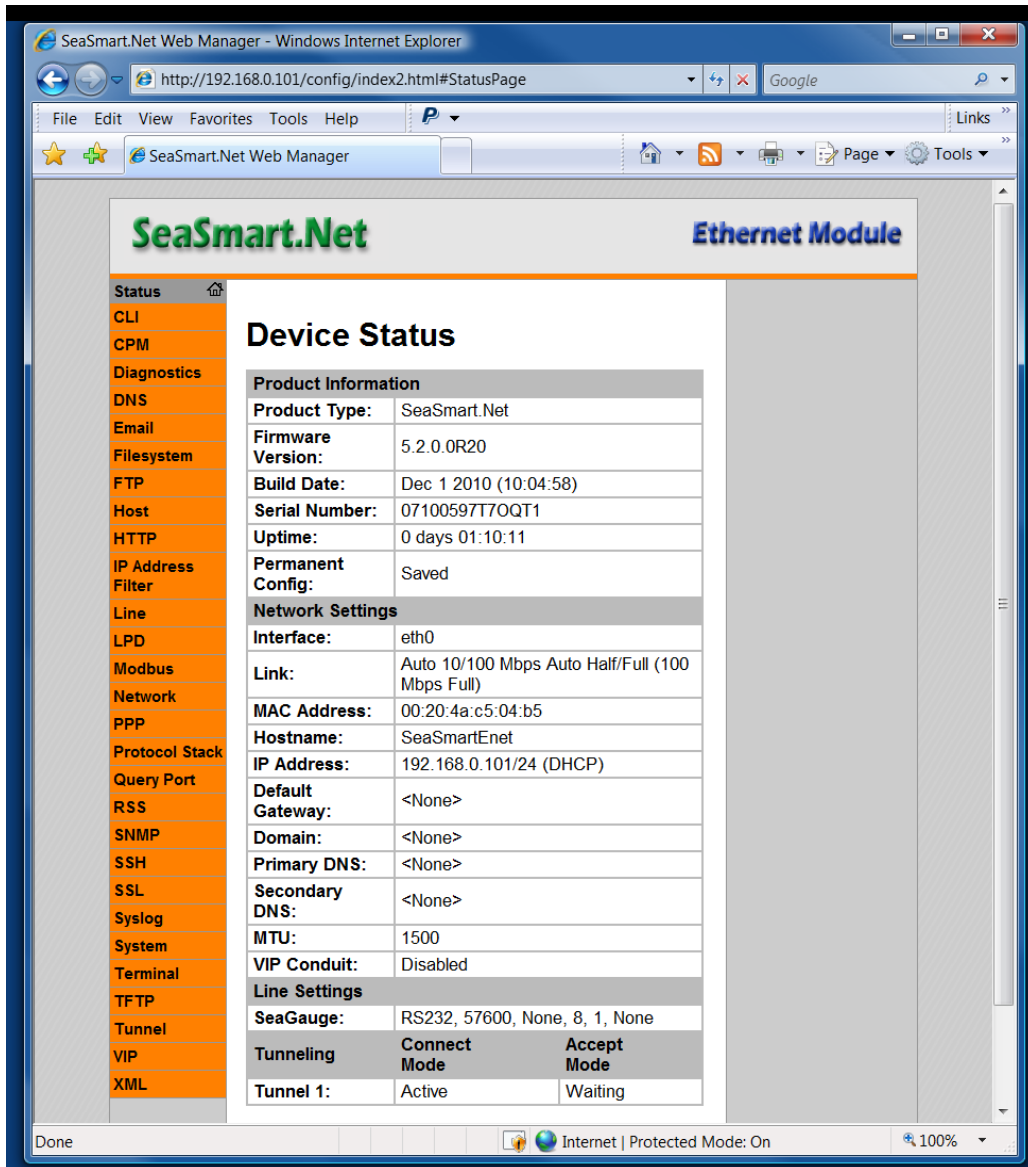 SeaSmart.Net Web Manager - Windows Internet Explorer
http://192.168.0.101/config/index2.html#StatusPage
Google
File Edit View Favorites Tools Help
Links
SeaSmart.Net Web Manager
Page
Tools
SeaSmart.Net
Ethernet Module
Status
CLI
CPM
Diagnostics
DNS
Email
Filesystem
FTP
Host
HTTP
IP Address
Filter
Line
LPD
Modbus
Network
PPP
Protocol Stack
Query Port
RSS
SNMP
SSH
SSL
Syslog
System
Terminal
TFTP
Tunnel
VIP
XML
Device Status
Product Information
Product Type: SeaSmart.Net
Firmware
Version: 5.2.0.0R20
Build Date: Dec 1 2010 (10:04:58)
Serial Number: 07100597T7OQT1
Uptime: 0 days 01:10:11
Permanent
Config: Saved
Network Settings
Interface: eth0
Link: Auto 10/100 Mbps Auto Half/Full (100
Mbps Full)
MAC Address: 00:20:4a:c5:04:b5
Hostname: SeaSmartEnet
IP Address: 192.168.0.101/24 (DHCP)
Default
Gateway: <None>
Domain: <None>
Primary DNS: <None>
Secondary
DNS: <None>
MTU: 1500
VIP Conduit: Disabled
Line Settings
SeaGauge: RS232, 57600, None, 8, 1, None
Tunneling Connect
Mode Accept
Mode
Tunnel 1: Active Waiting
Done
Internet | Protected Mode: On
100%